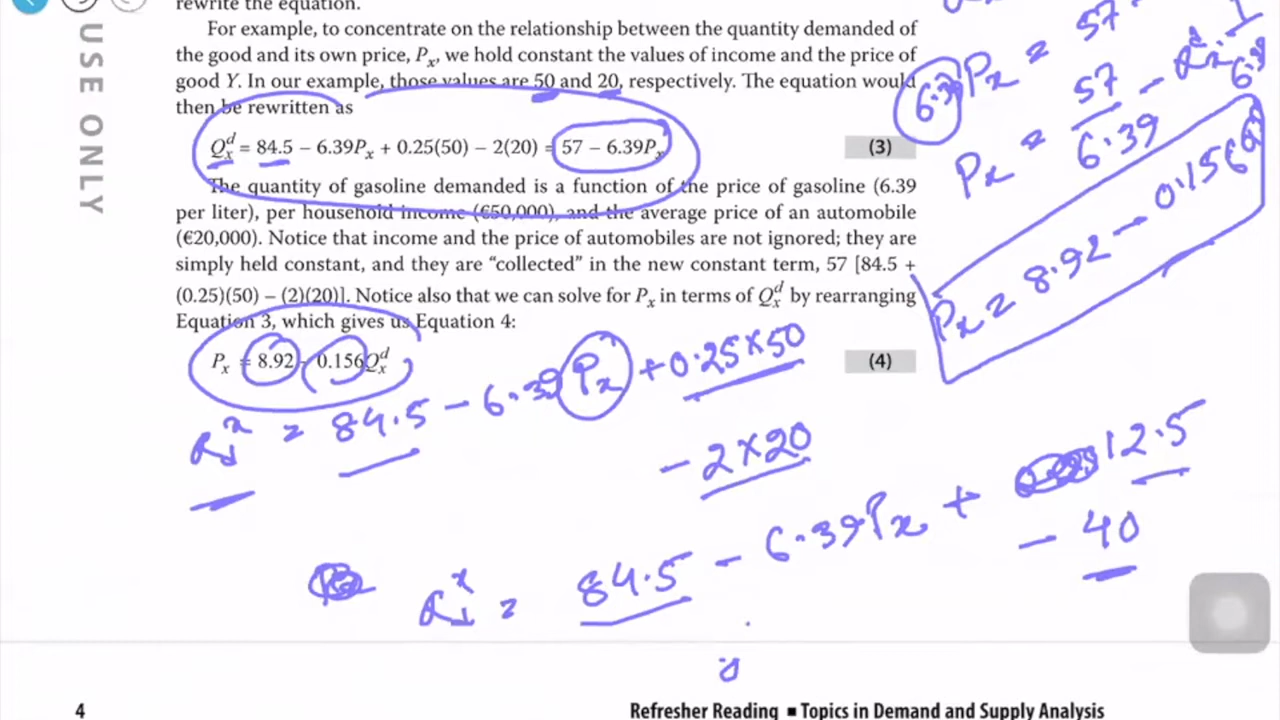 rewrite the equation.
For example, to concentrate on the relationship between the quantity demanded of
the good and its own price, Pₓ, we hold constant the values of income and the price of
good Y. In our example, those values are 50 and 20, respectively. The equation would
then be rewritten as
Qₓᵈ = 84.5 – 6.39Pₓ + 0.25(50) – 2(20) = 57 – 6.39Pₓ (3)
The quantity of gasoline demanded is a function of the price of gasoline (6.39
per liter), per household income (€50,000), and the average price of an automobile
(€20,000). Notice that income and the price of automobiles are not ignored; they are
simply held constant, and they are “collected” in the new constant term, 57 [84.5 +
(0.25)(50) – (2)(20)]. Notice also that we can solve for Pₓ in terms of Qₓᵈ by rearranging
Equation 3, which gives us Equation 4:
Pₓ = 8.92 – 0.156Qₓᵈ (4)
USE ONLY
6.39Pₓ = 57
Pₓ = 57/6.39 -
Pₓ = 8.92 – 0.156
= 84.5 – 6.39 Pₓ + 0.25×50
– 2×20
= 84.5 – 6.39Pₓ + 12.5
– 40
4 Refresher Reading ■ Topics in Demand and Supply Analysis